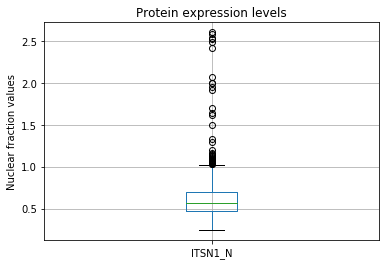 Protein expression levels
Nuclear fraction values
2.5
2.0
1.5
1.0
0.5
ITSN1_N